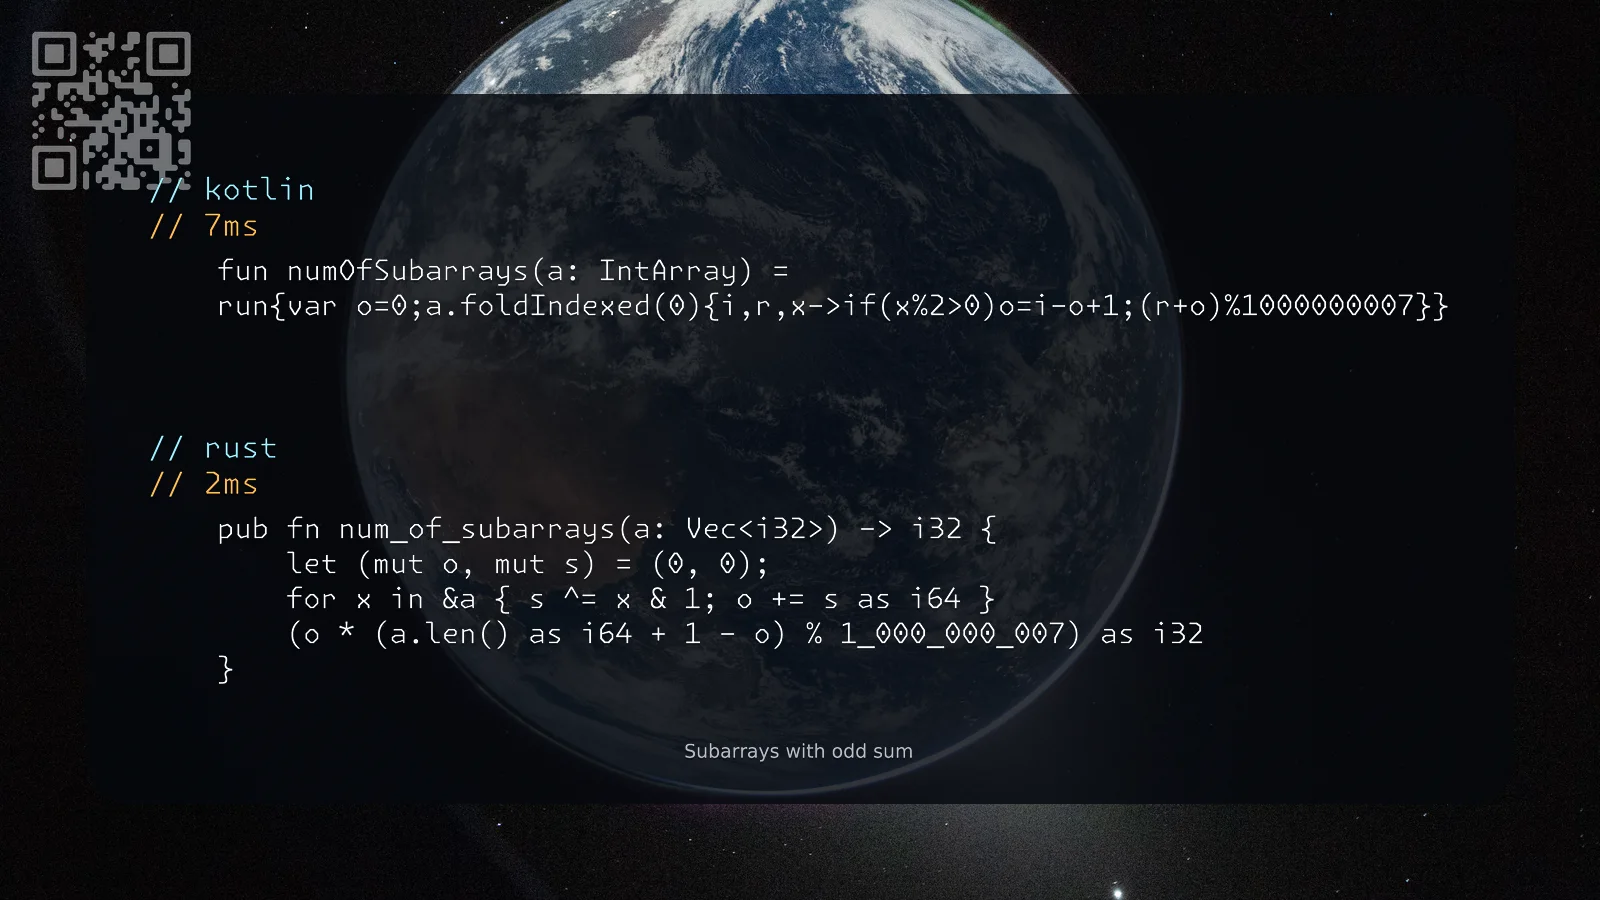 // kotlin
// 7ms
fun numOfSubarrays(a: IntArray) =
run{var o=0;a.foldIndexed(0){i,r,x->if(x%2>0)o=i-o+1;(r+o)%1000000007}}
// rust
// 2ms
pub fn num_of_subarrays(a: Vec<i32>) -> i32 {
let (mut o, mut s) = (0, 0);
for x in &a { s ^= x & 1; o += s as i64 }
(o * (a.len() as i64 + 1 - o) % 1_000_000_007) as i32
}
Subarrays with odd sum